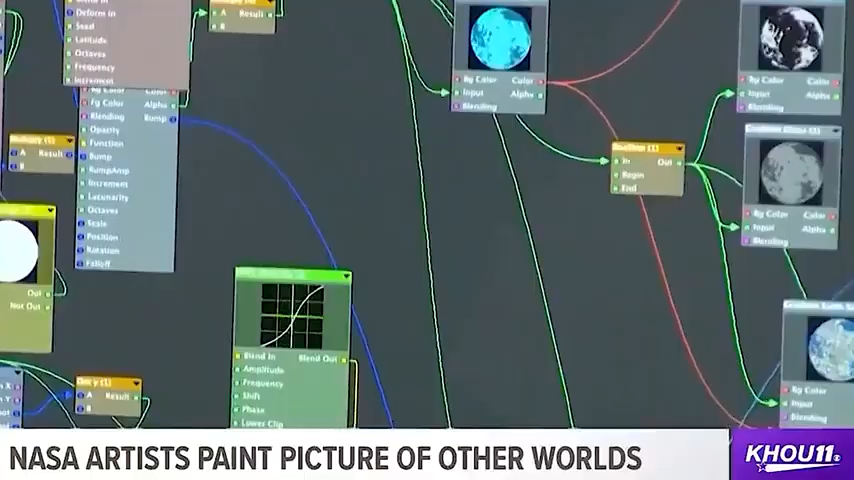 Deform In
Seed
Latitude
Octaves
Frequency
Increment
A Result
B
Bg Color
Fg Color Alpha
Blending Bump
Opacity
Function
Bump
BumpAmp
Increment
Lacunarity
Octaves
Scale
Position
Rotation
Falloff
Multiply (1)
A Result
B
Out
Not Out
A Result
B
Blend In Blend Out
Amplitude
Frequency
Shift
Phase
Lower Clip
Bg Color Color
Input Alpha
Blending
In Out
Begin
End
Bg Color Color
Input Alpha
Blending
Bg Color Color
Input Alpha
Blending
Bg Color
Input
Blending
NASA ARTISTS PAINT PICTURE OF OTHER WORLDS
KHOU11